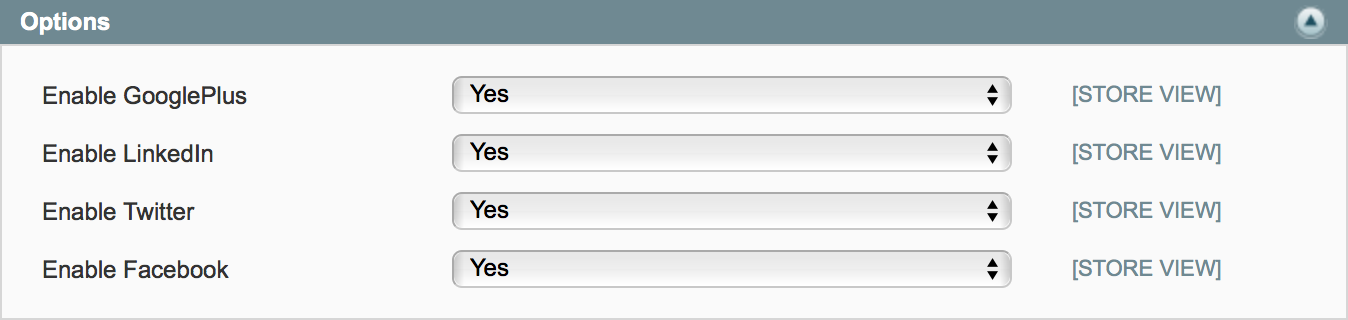 Options
Enable GooglePlus Yes [STORE VIEW]
Enable LinkedIn Yes [STORE VIEW]
Enable Twitter Yes [STORE VIEW]
Enable Facebook Yes [STORE VIEW]